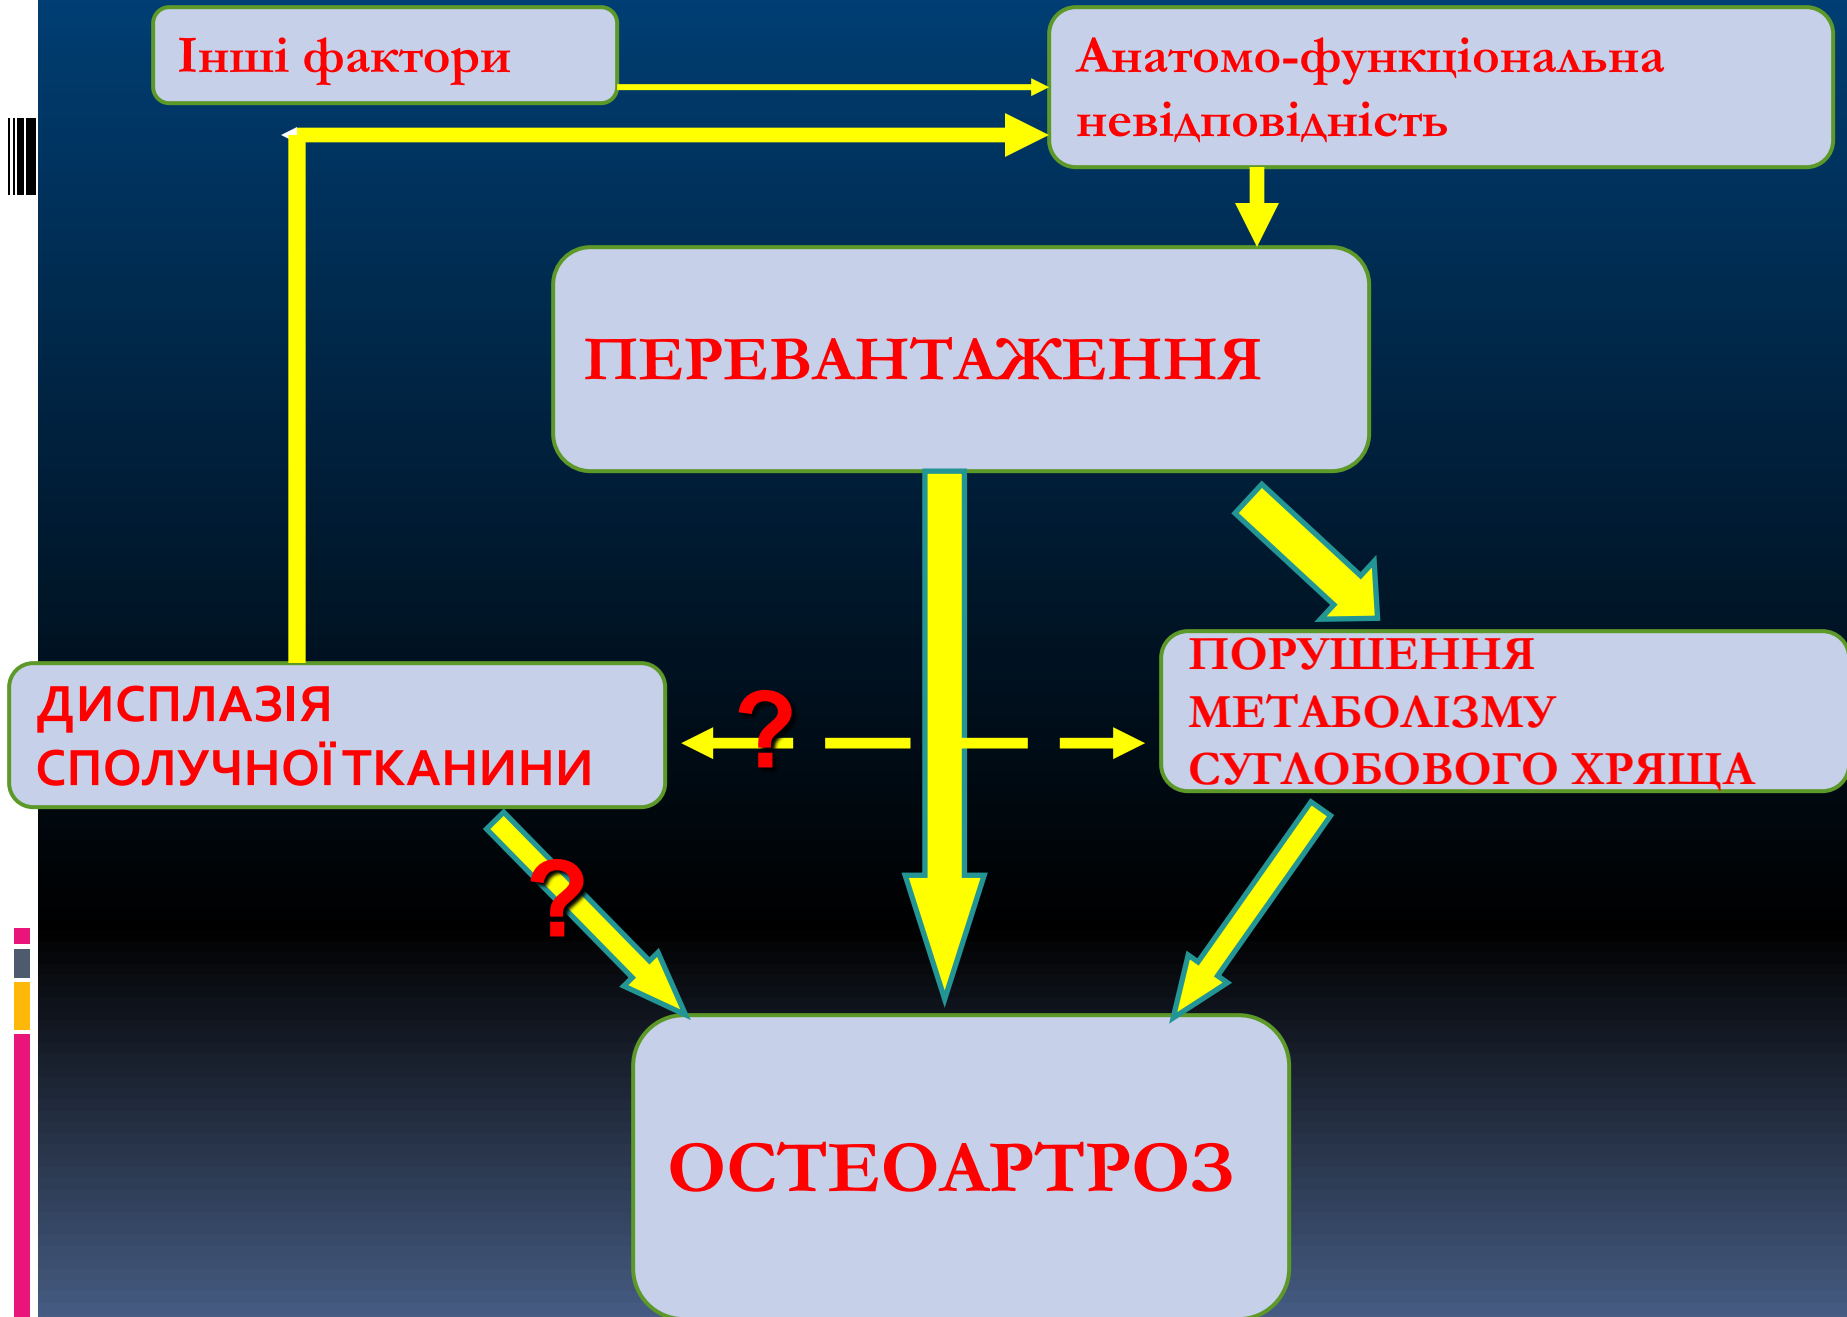 Інші фактори
Анатомо-функціональна
невідповідність
ПЕРЕВАНТАЖЕННЯ
ДИСПЛАЗІЯ
СПОЛУЧНОЇ ТКАНИНИ
?
ПОРУШЕННЯ
МЕТАБОЛІЗМУ
СУГЛОБОВОГО ХРЯЩА
?
ОСТЕОАРТРОЗ